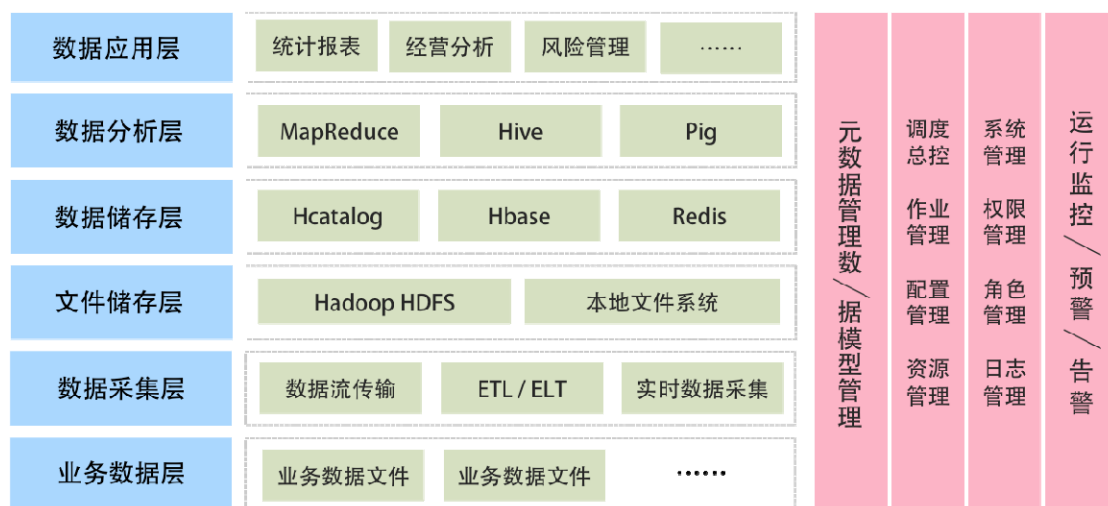 数据应用层
统计报表
经营分析
风险管理
……
数据分析层
MapReduce
Hive
Pig
数据储存层
Hcatalog
Hbase
Redis
文件储存层
Hadoop HDFS
本地文件系统
数据采集层
数据流传输
ETL / ELT
实时数据采集
业务数据层
业务数据文件
业务数据文件
……
元数据管理数/据模型管理
调度
总控
作业
管理
配置
管理
资源
管理
系统
管理
权限
管理
角色
管理
日志
管理
运行监控/预警/告警